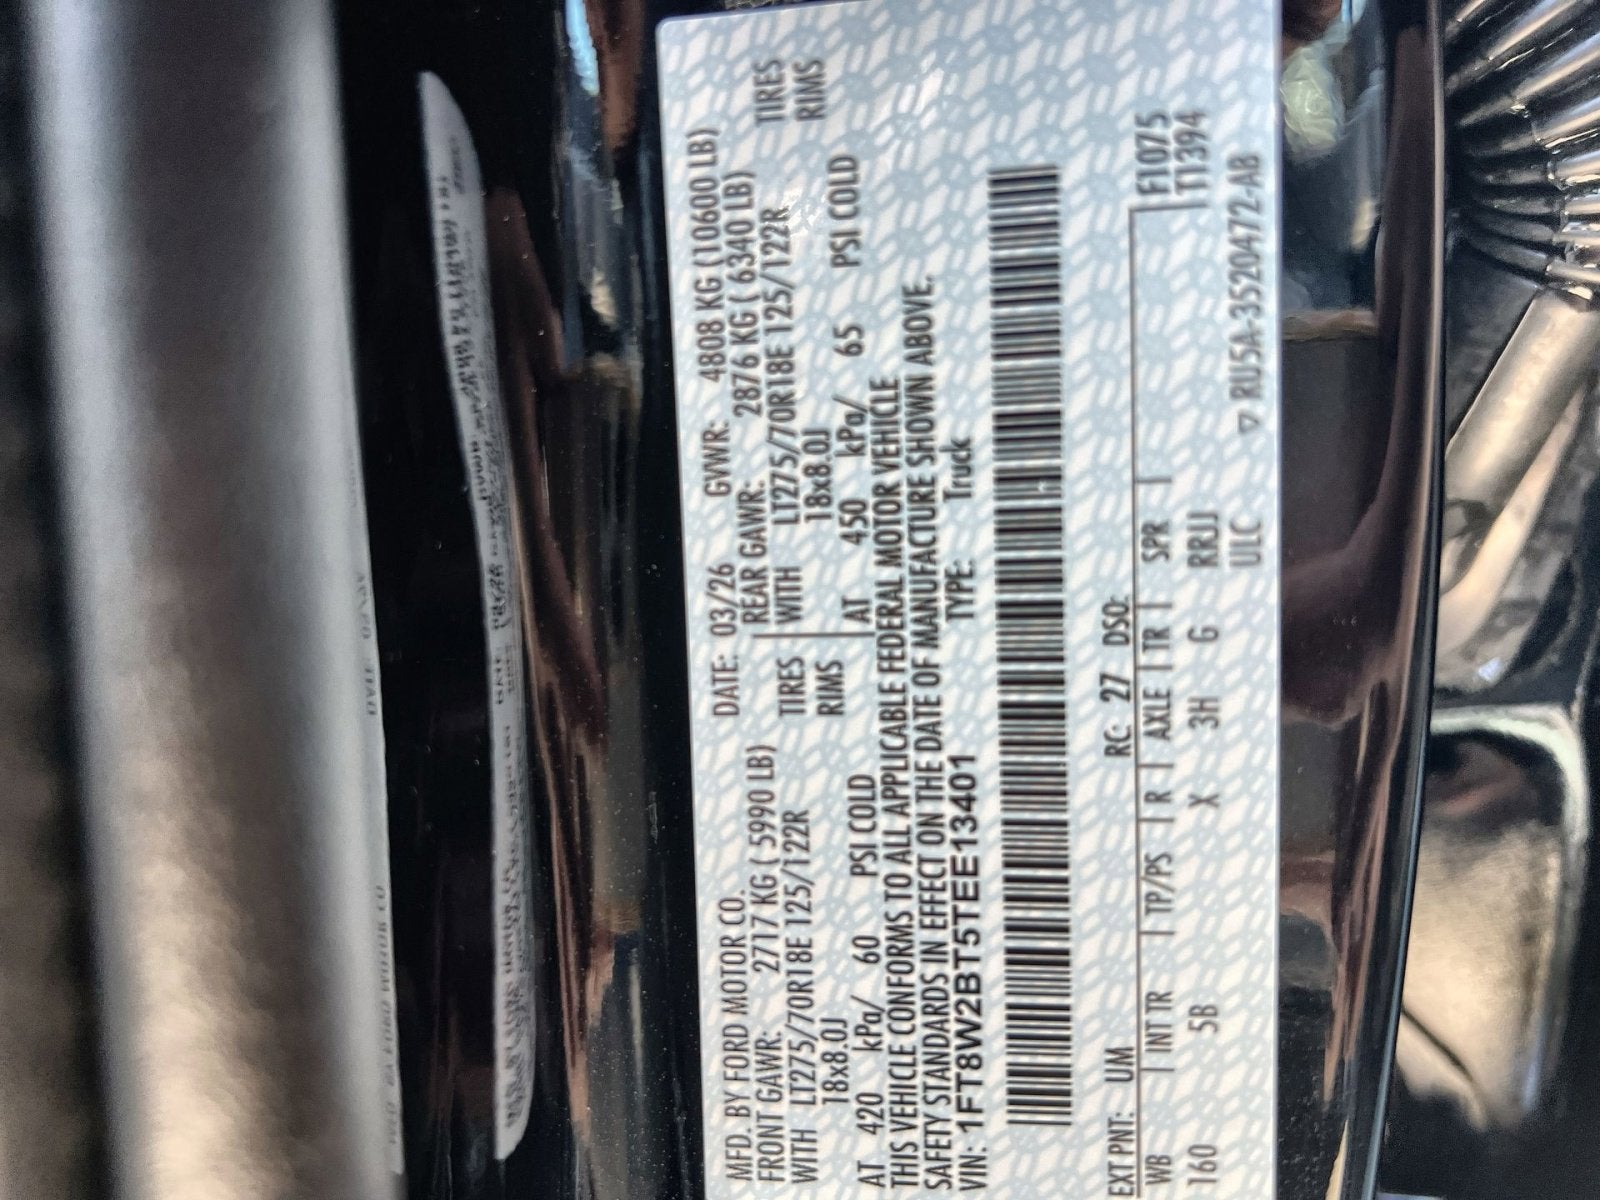 MFD. BY FORD MOTOR CO.
DATE: 03/26 GVWR: 4808 KG (10600 LB)
FRONT GAWR: 2717 KG ( 5990 LB)
REAR GAWR: 2876 KG ( 6340 LB)
WITH LT275/70R18E 125/122R TIRES
WITH LT275/70R18E 125/122R TIRES
18x8.0J RIMS
18x8.0J RIMS
AT 420 kPa/ 60 PSI COLD
AT 450 kPa/ 65 PSI COLD
THIS VEHICLE CONFORMS TO ALL APPLICABLE FEDERAL MOTOR VEHICLE
SAFETY STANDARDS IN EFFECT ON THE DATE OF MANUFACTURE SHOWN ABOVE.
VIN: 1FT8W2BT5TEE13401 TYPE: Truck
EXT PNT: UM RC: 27 DSO: F1075
WB INT TR TP/PS R AXLE TR SPR T1394
160 5B X 3H G RRJJ
ULC ▽ RU5A-3520472-AB